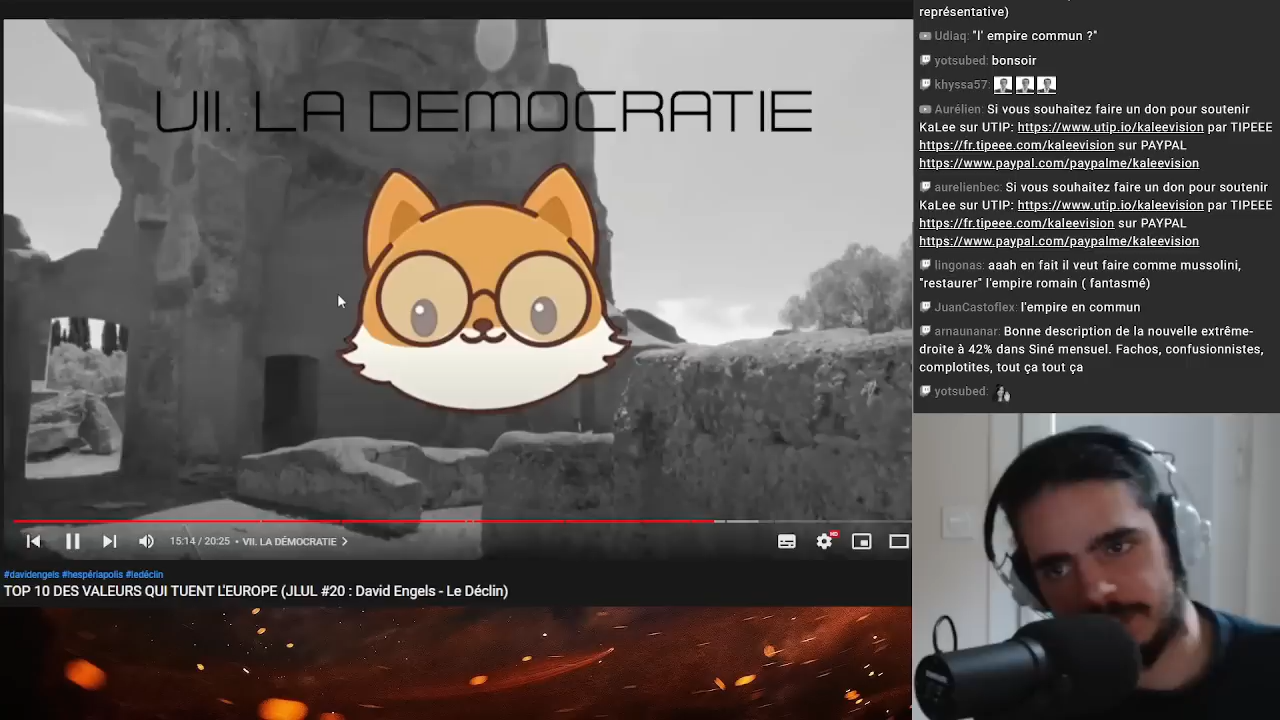 VII. LA DEMOCRATIE
15:14 / 20:25 • VII. LA DÉMOCRATIE
HD
#davidengels #hespériapolis #ledéclin
TOP 10 DES VALEURS QUI TUENT L'EUROPE (JLUL #20 : David Engels - Le Déclin)
représentative)
Udlaq: "l' empire commun ?"
yotsubed: bonsoir
khyssa57:
Aurélien: Si vous souhaitez faire un don pour soutenir
KaLee sur UTIP: https://www.utip.io/kaleevision par TIPEEE
https://fr.tipeee.com/kaleevision sur PAYPAL
https://www.paypal.com/paypalme/kaleevision
aurelienbec: Si vous souhaitez faire un don pour soutenir
KaLee sur UTIP: https://www.utip.io/kaleevision par TIPEEE
https://fr.tipeee.com/kaleevision sur PAYPAL
https://www.paypal.com/paypalme/kaleevision
lingonas: aaah en fait il veut faire comme mussolini,
"restaurer" l'empire romain ( fantasmé)
JuanCastoflex: l'empire en commun
arnaunanar: Bonne description de la nouvelle extrême-
droite à 42% dans Siné mensuel. Fachos, confusionnistes,
complotites, tout ça tout ça
yotsubed: